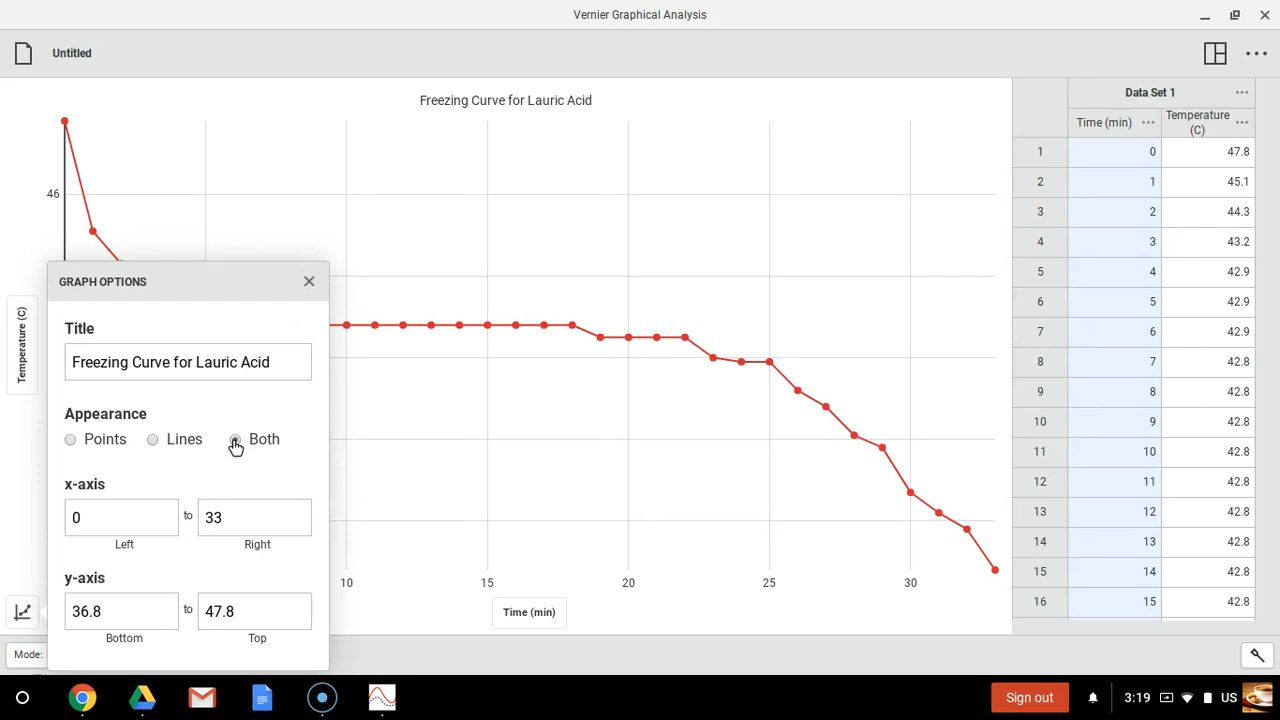 Vernier Graphical Analysis
Untitled
Freezing Curve for Lauric Acid
46
Temperature (C)
10
15
20
25
30
Time (min)
GRAPH OPTIONS
Title
Freezing Curve for Lauric Acid
Appearance
Points Lines Both
x-axis
0 to 33
Left Right
y-axis
36.8 to 47.8
Bottom Top
Mode:
Data Set 1
Time (min) Temperature
(C)
1 0 47.8
2 1 45.1
3 2 44.3
4 3 43.2
5 4 42.9
6 5 42.9
7 6 42.9
8 7 42.8
9 8 42.8
10 9 42.8
11 10 42.8
12 11 42.8
13 12 42.8
14 13 42.8
15 14 42.8
16 15 42.8
Sign out 3:19 US